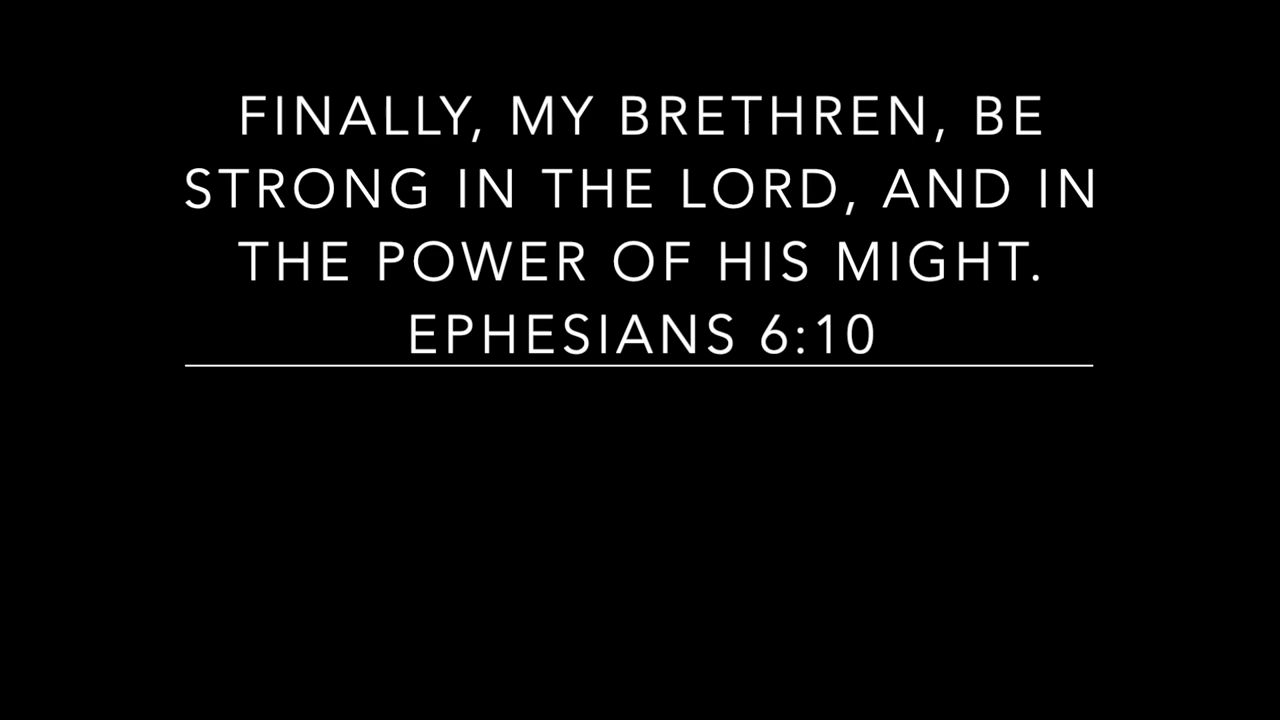 FINALLY, MY BRETHREN, BE
STRONG IN THE LORD, AND IN
THE POWER OF HIS MIGHT.
EPHESIANS 6:10